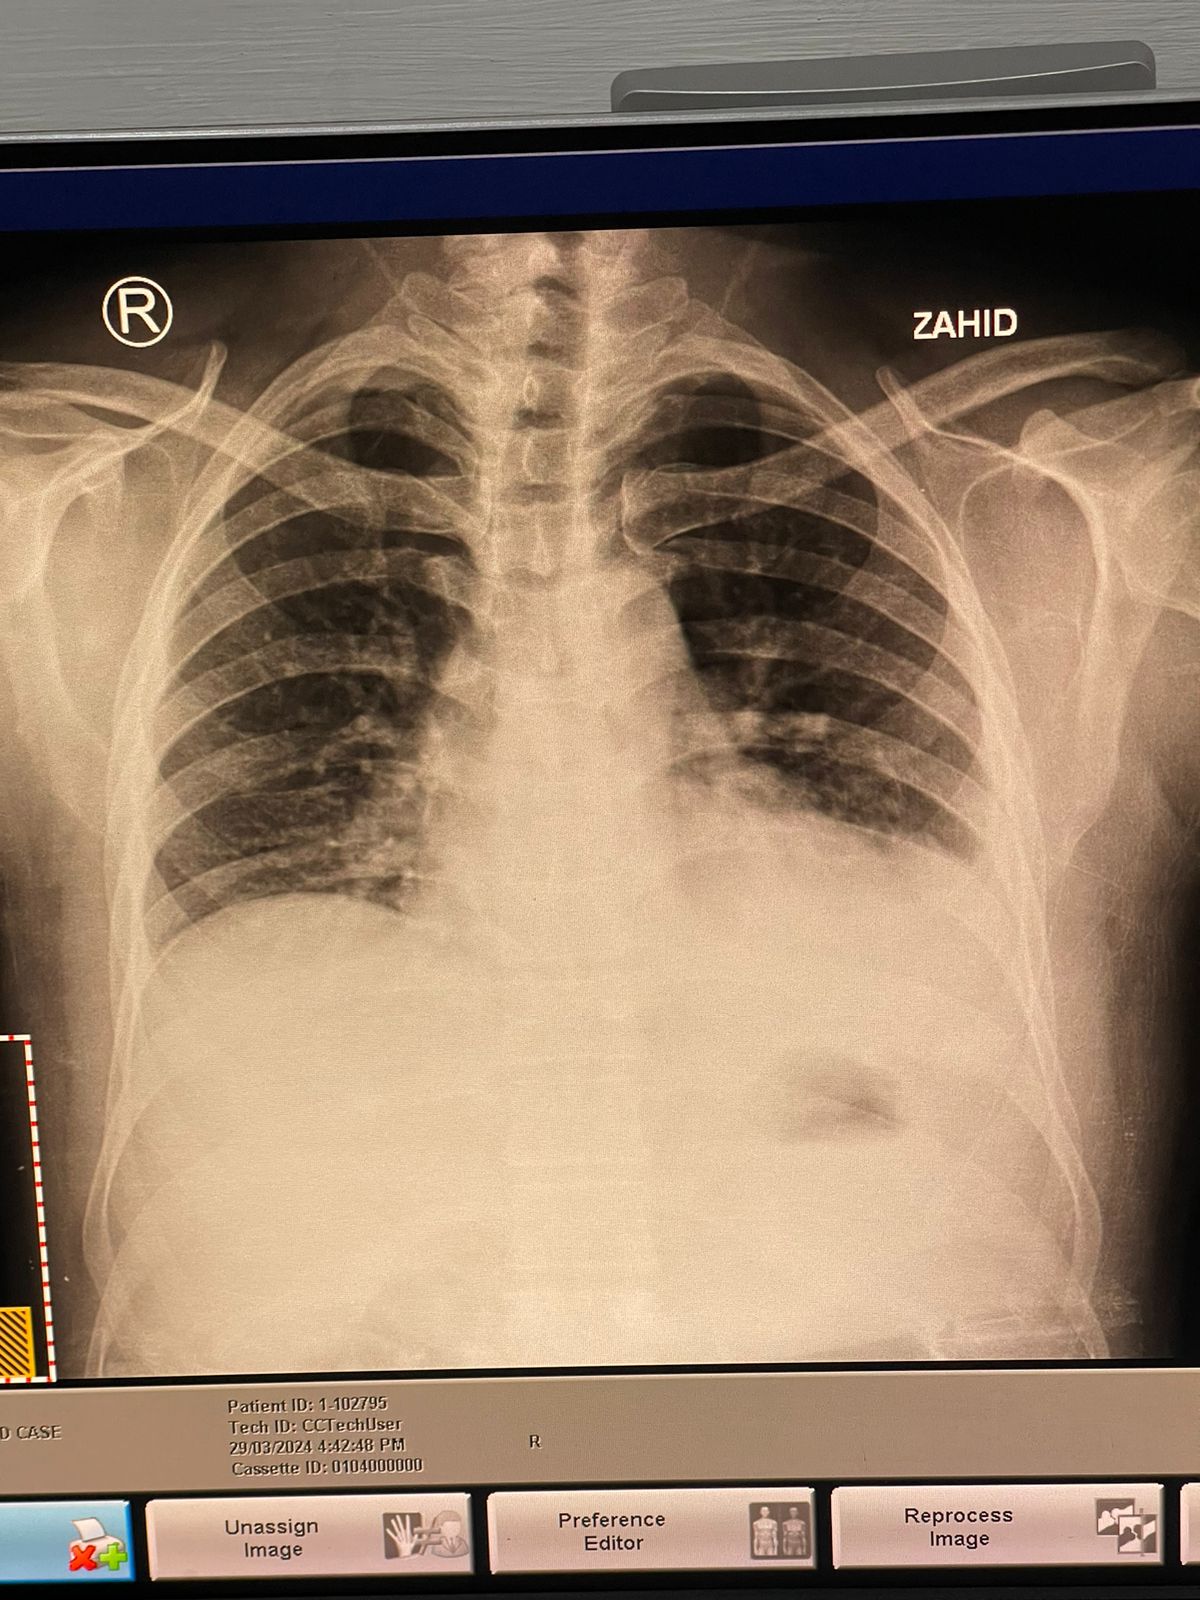 R
ZAHID
D CASE
Patient ID: 1-102795
Tech ID: CCTechUser
29/03/2024 4:42:48 PM
Cassette ID: 0104000000
R
Unassign
Image
Preference
Editor
Reprocess
Image